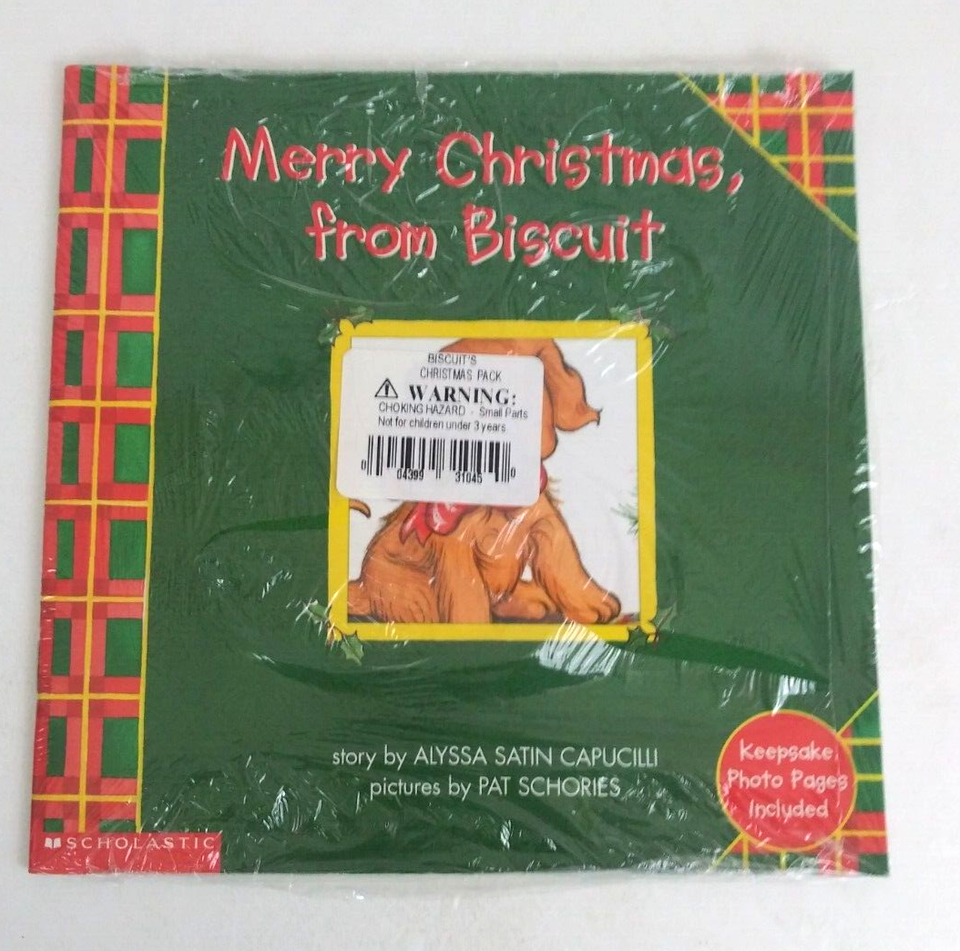 Merry Christmas,
from Biscuit
BISCUIT'S
CHRISTMAS PACK
WARNING:
CHOKING HAZARD - Small Parts
Not for children under 3 years
0 04399 31045 0
story by ALYSSA SATIN CAPUCILLI
pictures by PAT SCHORIES
Keepsake
Photo Pages
Included
SCHOLASTIC